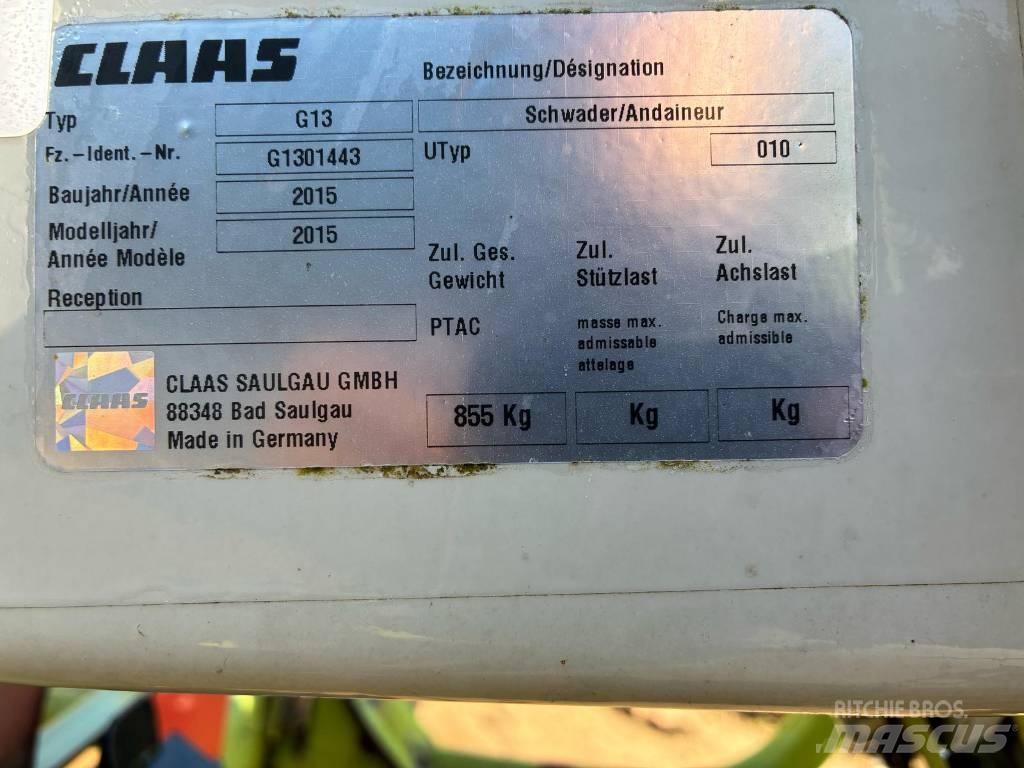 CLAAS
Bezeichnung/Désignation
Typ G13 Schwader/Andaineur
Fz.-Ident.-Nr. G1301443 UTyp 010
Baujahr/Année 2015
Modelljahr/ 2015
Année Modèle
Zul. Ges. Zul. Zul.
Gewicht Stützlast Achslast
Reception
PTAC masse max. Charge max.
admissable admissible
attelage
CLAAS
CLAAS SAULGAU GMBH
88348 Bad Saulgau
Made in Germany
855 Kg Kg Kg
RITCHIE BROS.
MASCUS